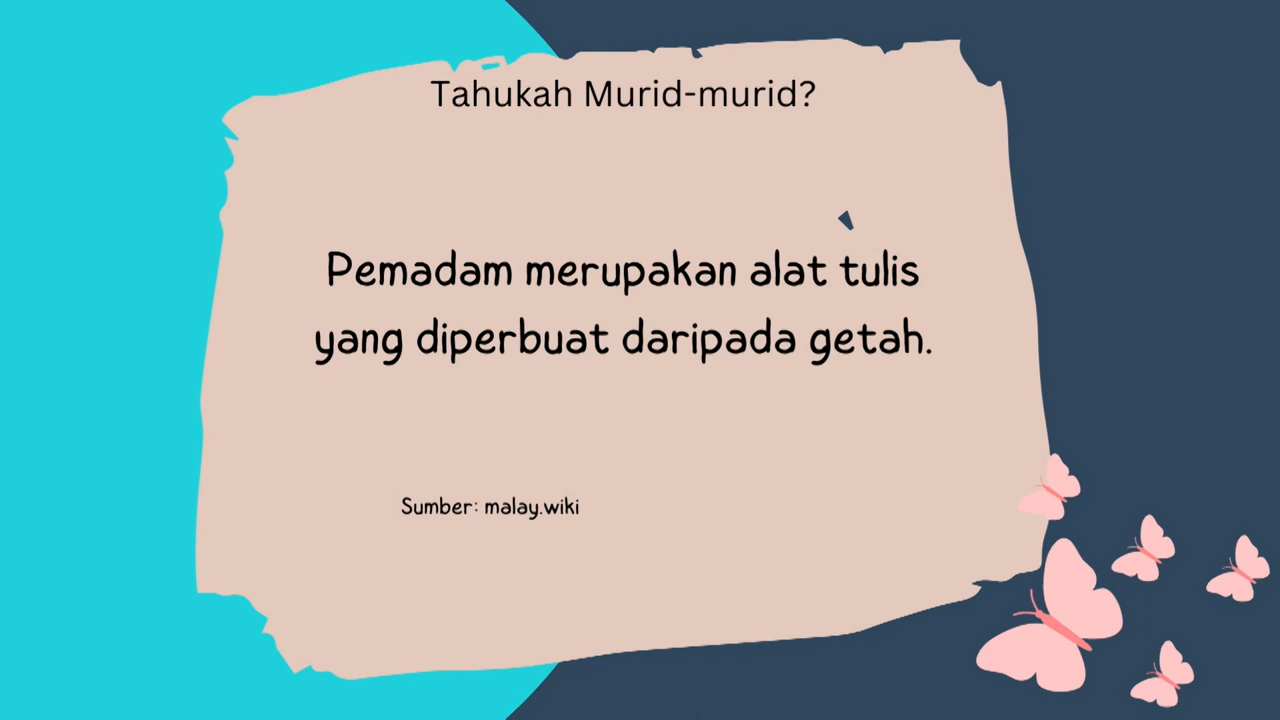 Tahukah Murid-murid?
Pemadam merupakan alat tulis
yang diperbuat daripada getah.
Sumber: malay.wiki